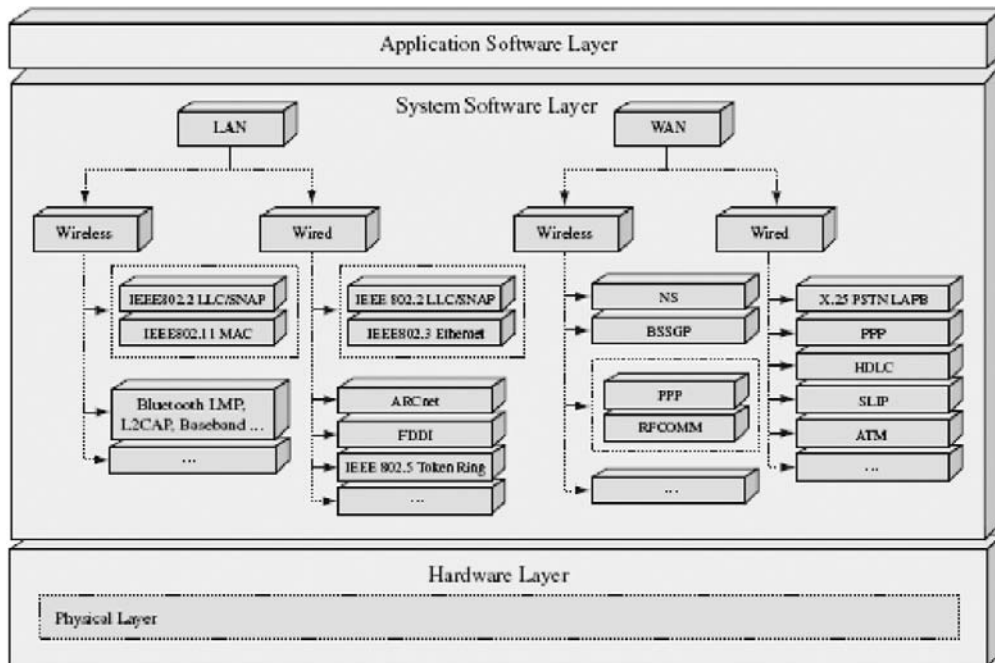 Application Software Layer
System Software Layer
LAN
WAN
Wireless
Wired
Wireless
Wired
IEEE802.2 LLC/SNAP
IEEE802.11 MAC
Bluetooth LMP,
L2CAP, Baseband ...
...
IEEE 802.2 LLC/SNAP
IEEE802.3 Ethernet
ARCnet
FDDI
IEEE 802.5 Token Ring
...
NS
BSSGP
PPP
RFCOMM
...
X.25 PSTN LAPB
PPP
HDLC
SLIP
ATM
...
Hardware Layer
Physical Layer